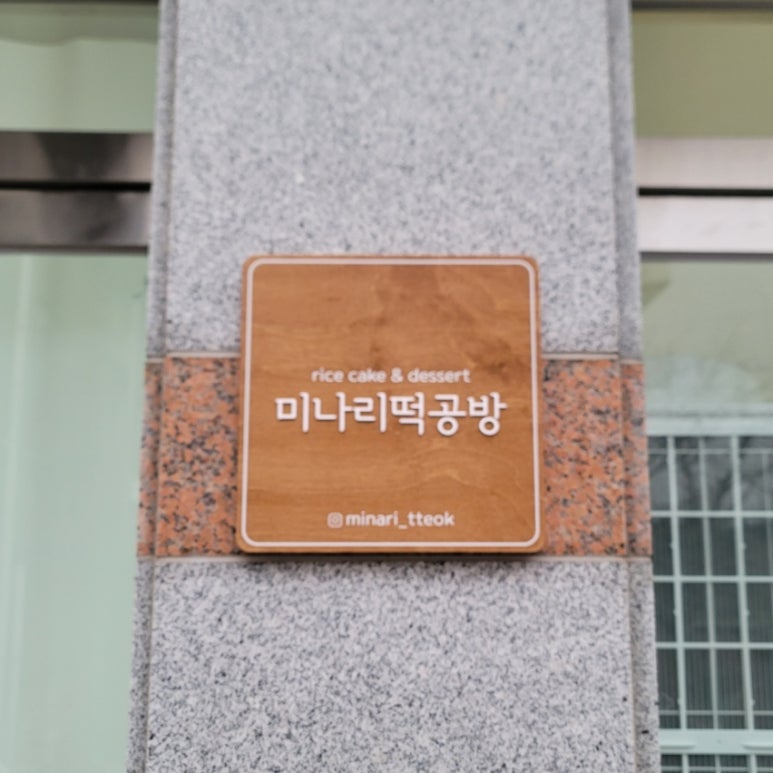 rice cake & dessert
미나리떡공방
minari_tteok